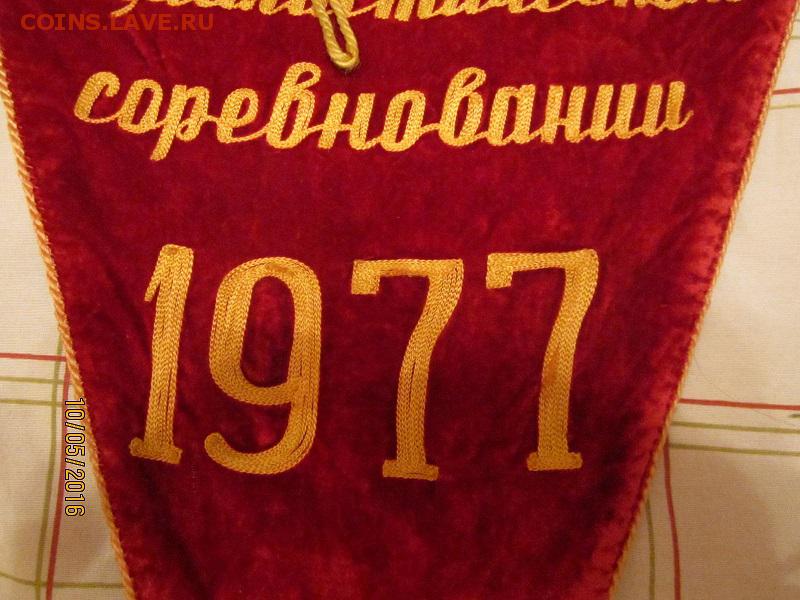 COINS.LAVE.RU
соревновании
1977
10/05/2016